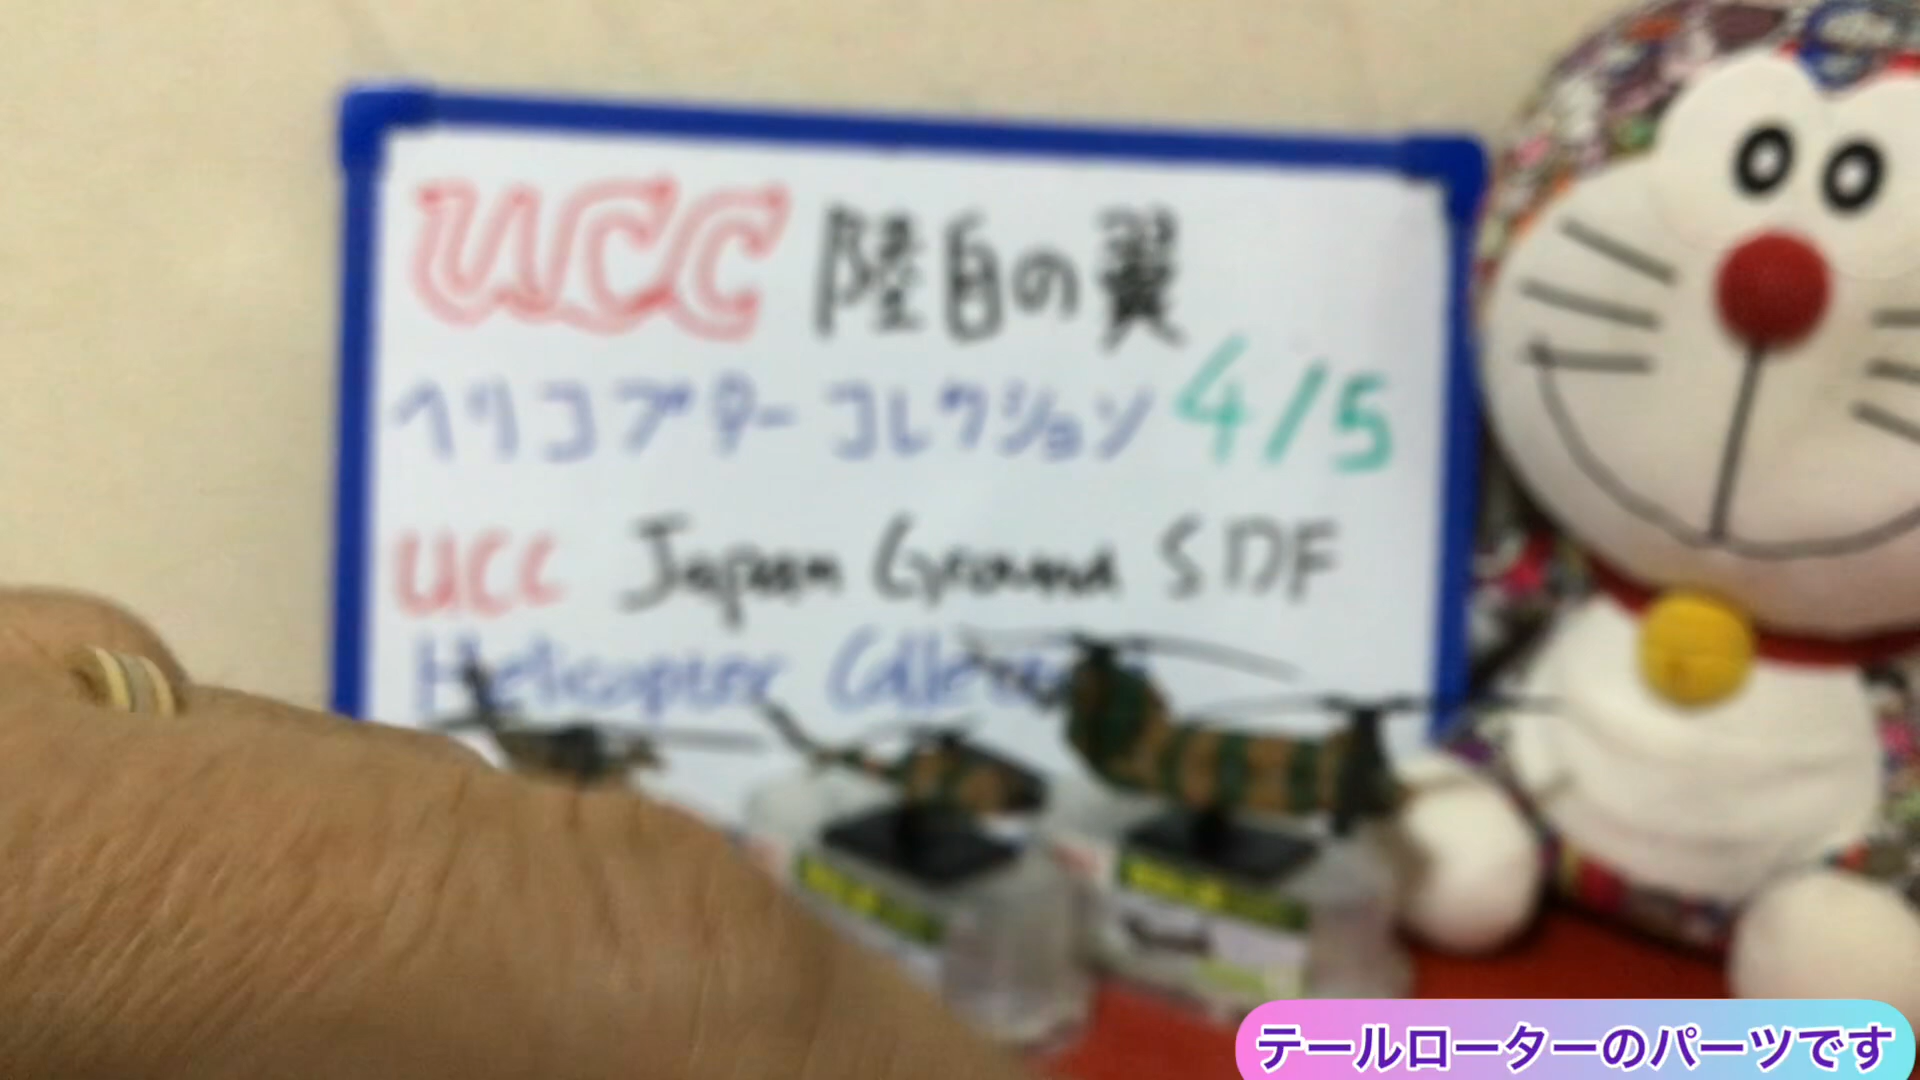 UCC 陸自の翼
ヘリコプターコレクション 4/5
UCC Japan Ground SDF
Helicopter
テールローターのパーツです